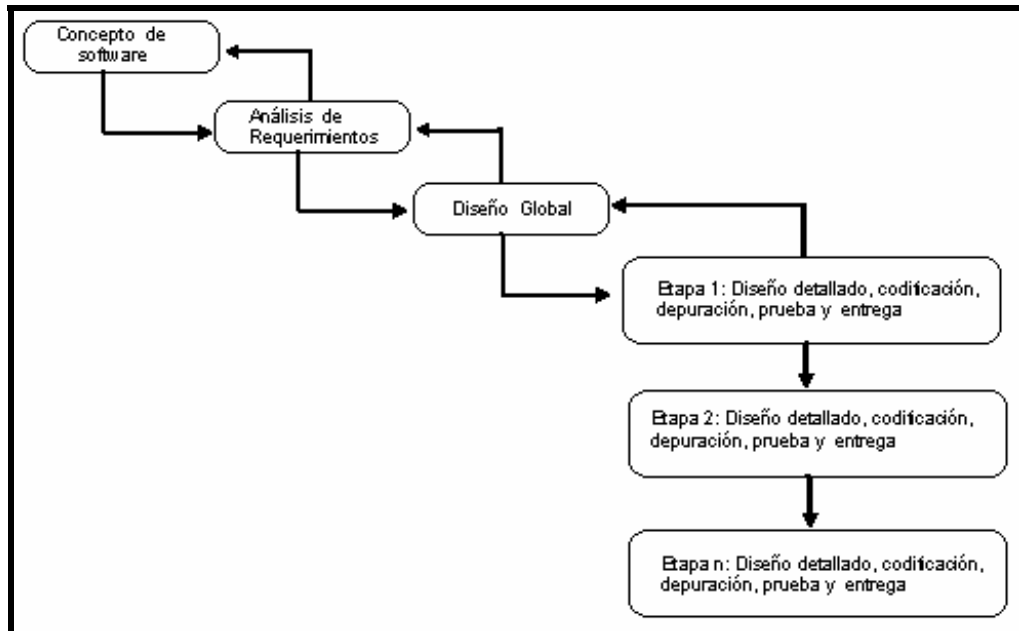 Concepto de
software
Análisis de
Requerimientos
Diseño Global
Etapa 1: Diseño detallado, codificación,
depuración, prueba y entrega
Etapa 2: Diseño detallado, codificación,
depuración, prueba y entrega
Etapa n: Diseño detallado, codificación,
depuración, prueba y entrega